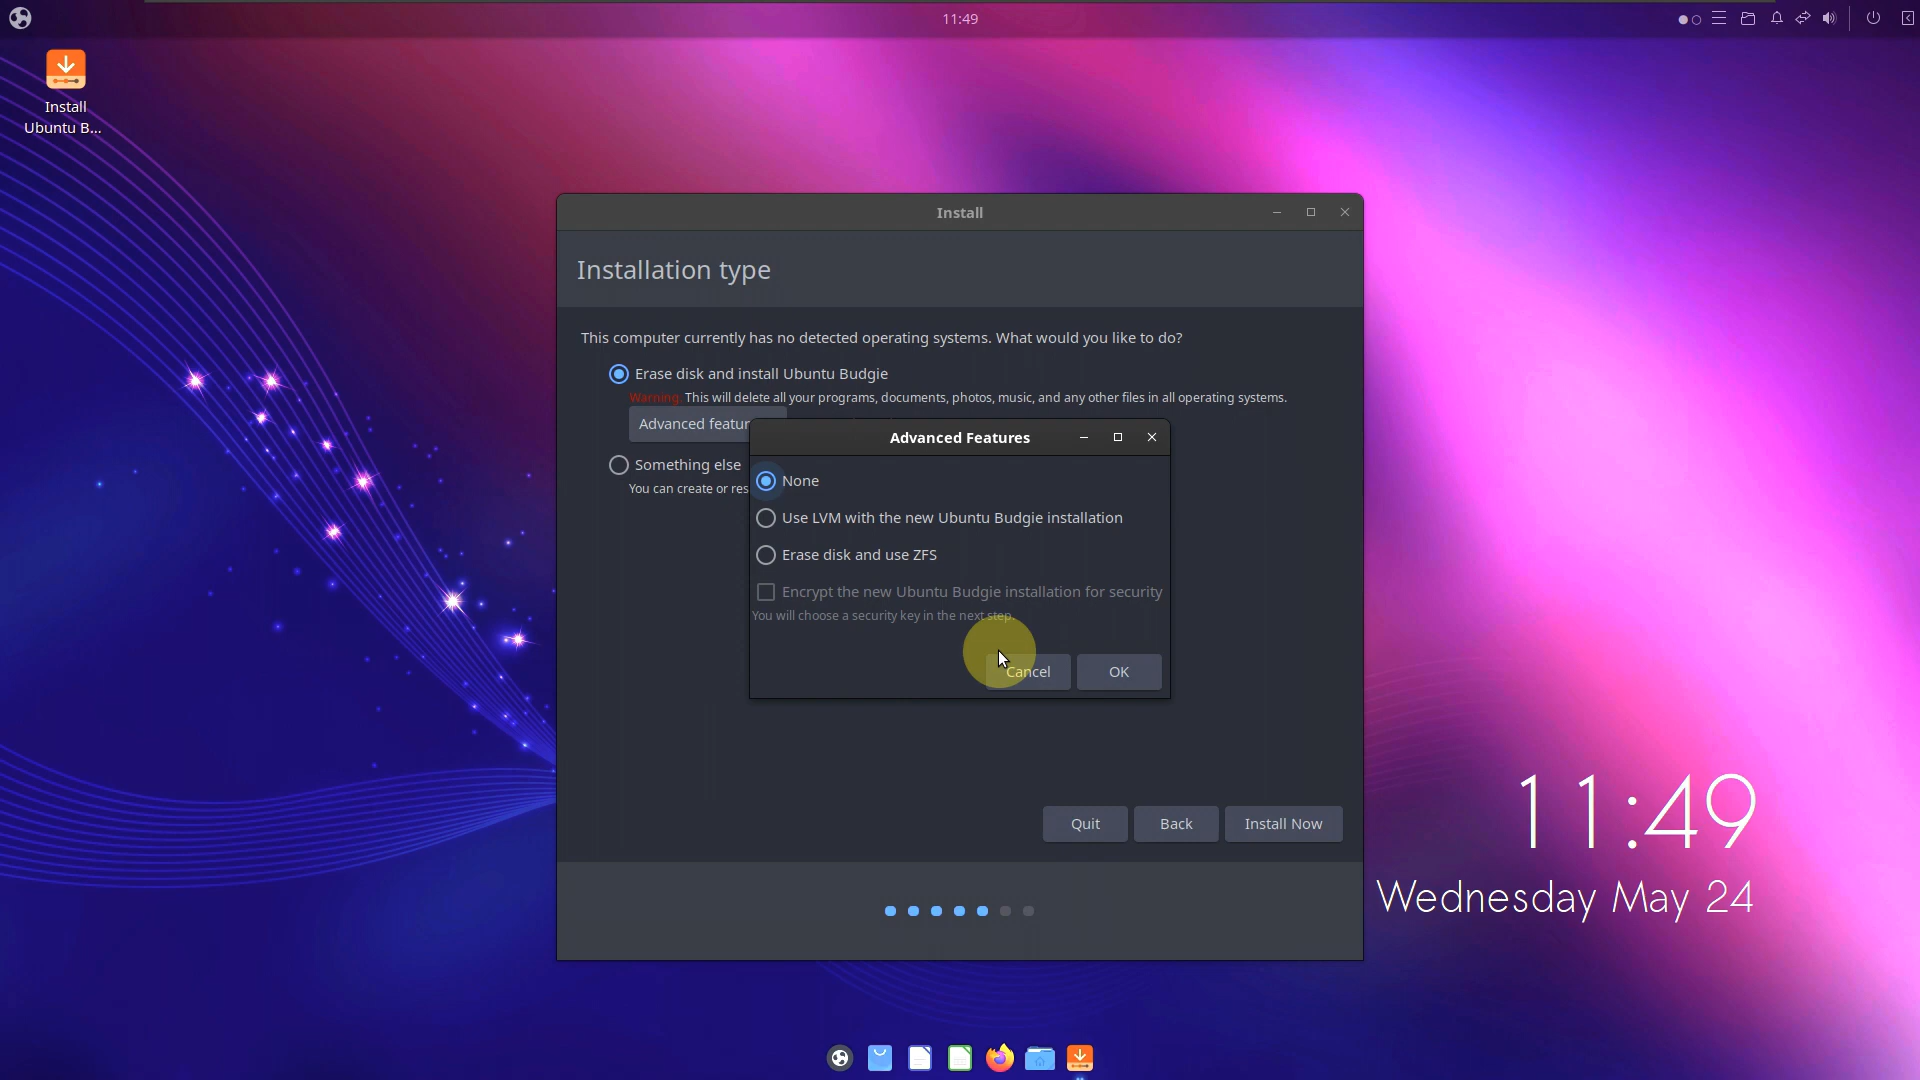 11:49
Install
Ubuntu B...
Install
Installation type
This computer currently has no detected operating systems. What would you like to do?
Erase disk and install Ubuntu Budgie
Warning: This will delete all your programs, documents, photos, music, and any other files in all operating systems.
Advanced featur
Something else
You can create or res
Advanced Features
None
Use LVM with the new Ubuntu Budgie installation
Erase disk and use ZFS
Encrypt the new Ubuntu Budgie installation for security
You will choose a security key in the next step.
Cancel
OK
Quit
Back
Install Now
11:49
Wednesday May 24